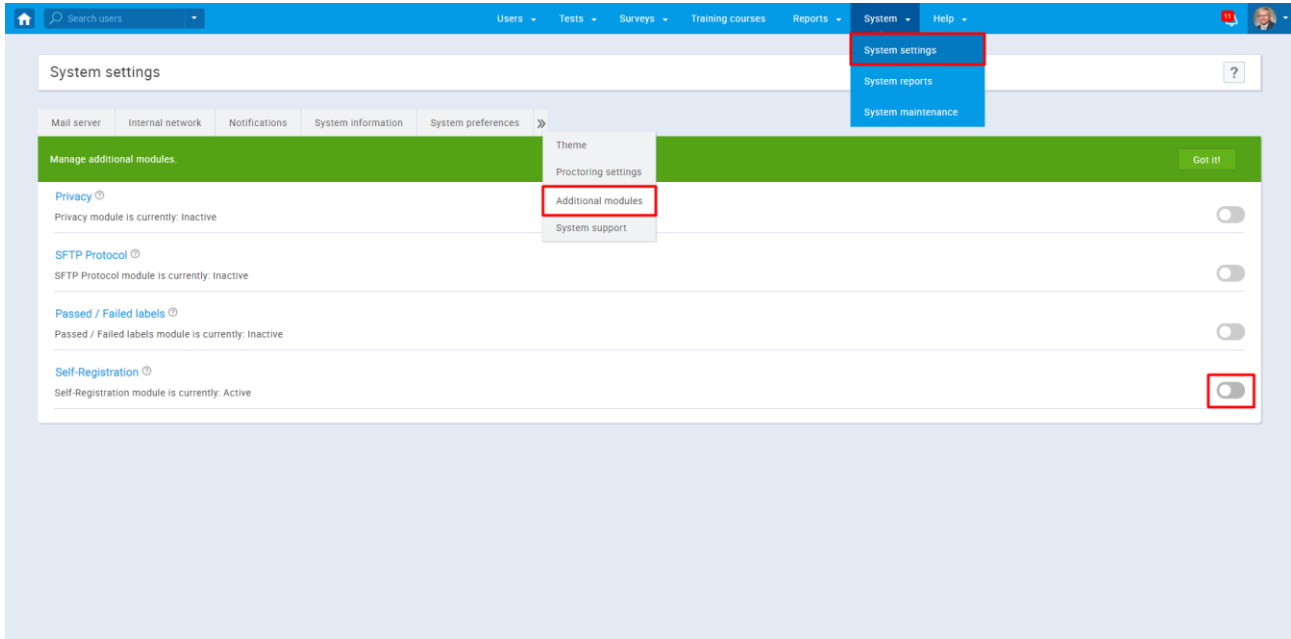 Search users
Users
Tests
Surveys
Training courses
Reports
System
Help
11
System settings
System reports
System maintenance
System settings
?
Mail server
Internal network
Notifications
System information
System preferences
»
Theme
Proctoring settings
Additional modules
System support
Manage additional modules.
Got it!
Privacy ?
Privacy module is currently: Inactive
SFTP Protocol ?
SFTP Protocol module is currently: Inactive
Passed / Failed labels ?
Passed / Failed labels module is currently: Inactive
Self-Registration ?
Self-Registration module is currently: Active